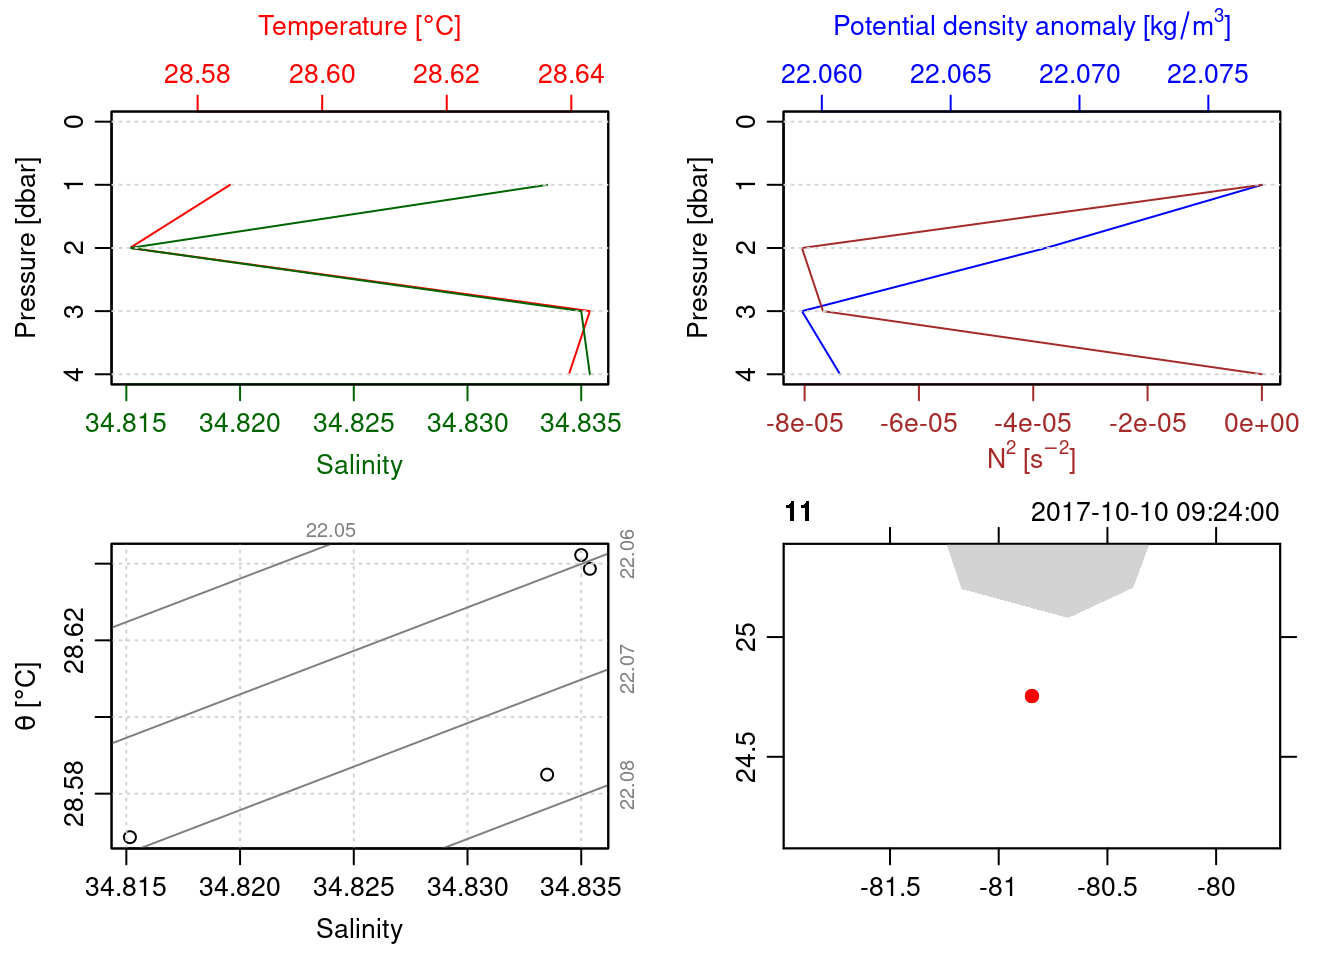 Temperature [°C]
28.58 28.60 28.62 28.64
0
1
2
3
4
Pressure [dbar]
34.815 34.820 34.825 34.830 34.835
Salinity
Potential density anomaly [kg/m³]
22.060 22.065 22.070 22.075
0
1
2
3
4
Pressure [dbar]
-8e-05 -6e-05 -4e-05 -2e-05 0e+00
N² [s⁻²]
22.05
22.06
22.07
22.08
28.62
28.58
θ [°C]
34.815 34.820 34.825 34.830 34.835
Salinity
11 2017-10-10 09:24:00
25
24.5
-81.5 -81 -80.5 -80